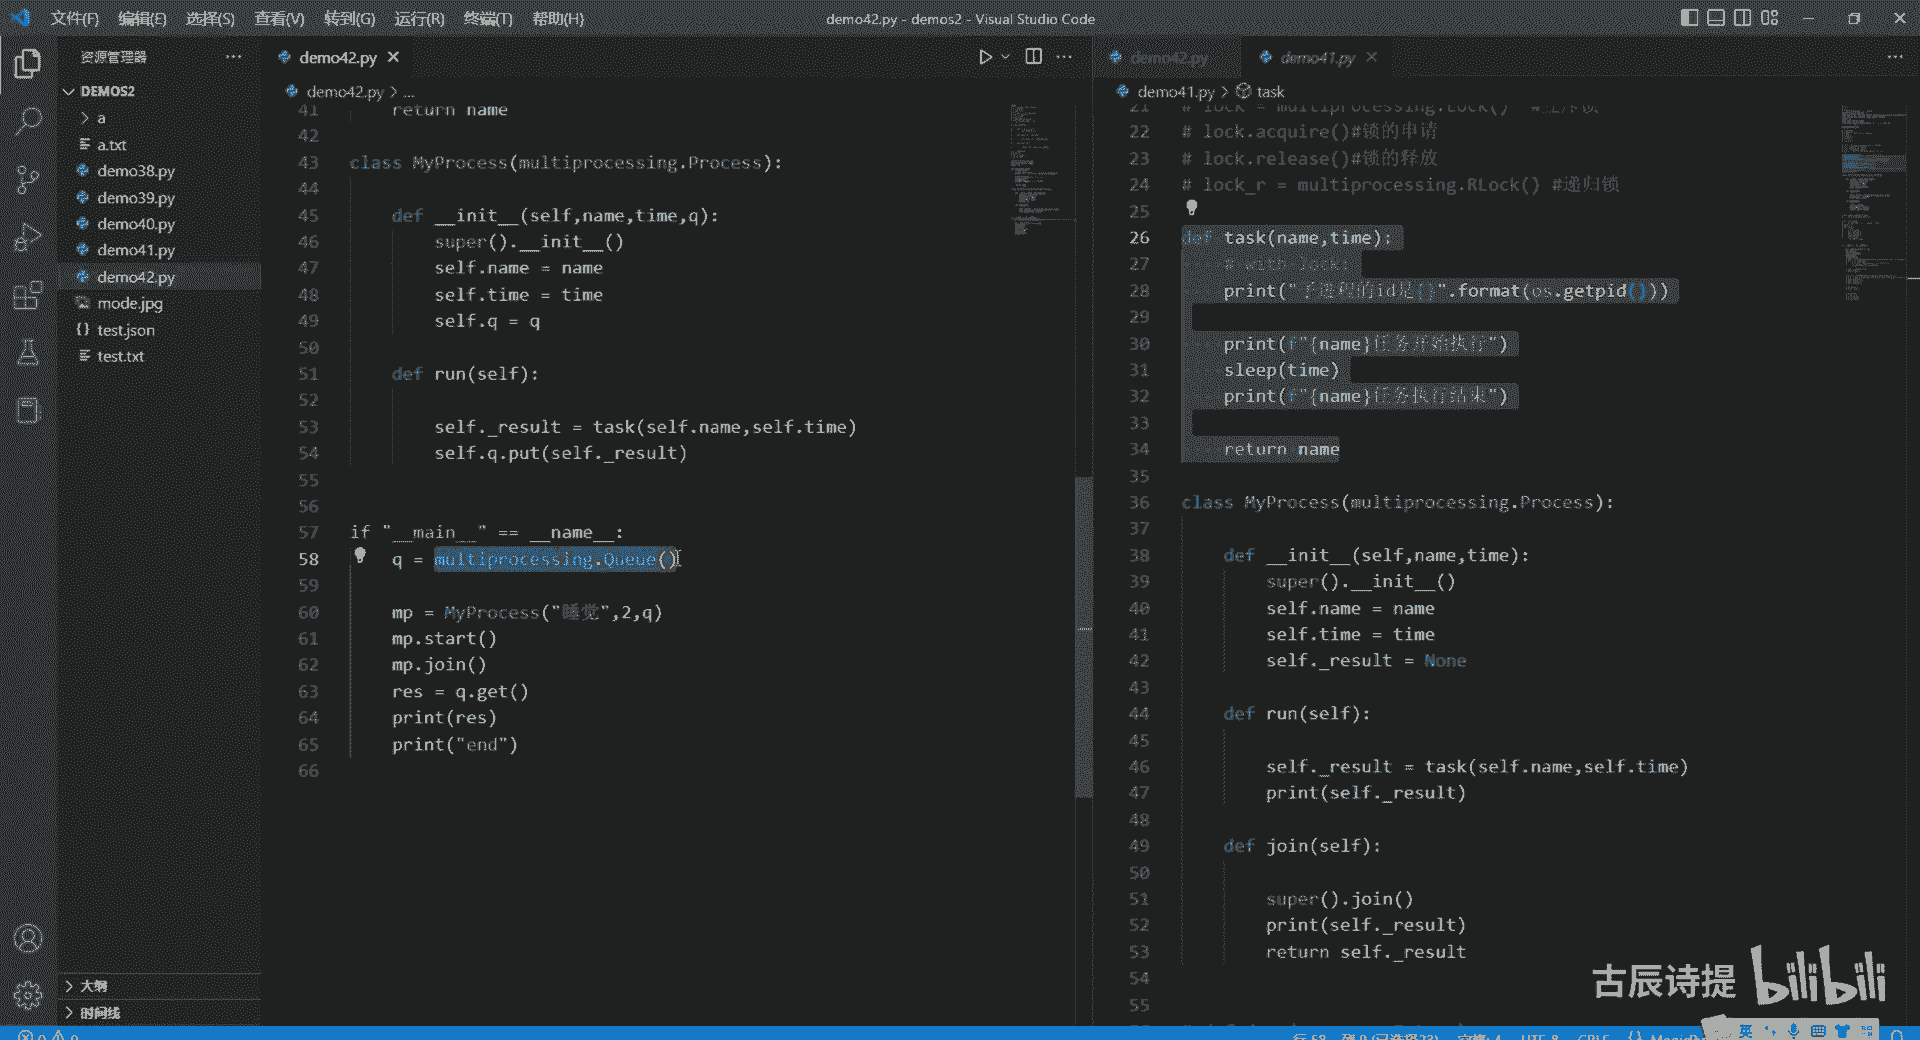 文件(F) 编辑(E) 选择(S) 查看(V) 转到(G) 运行(R) 终端(T) 帮助(H)
demo42.py - demos2 - Visual Studio Code
资源管理器
DEMOS2
a
a.txt
demo38.py
demo39.py
demo40.py
demo41.py
demo42.py
mode.jpg
test.json
test.txt
大纲
时间线
demo42.py
demo42.py > ...
41 return name
42
43 class MyProcess(multiprocessing.Process):
44
45 def __init__(self,name,time,q):
46 super().__init__()
47 self.name = name
48 self.time = time
49 self.q = q
50
51 def run(self):
52
53 self._result = task(self.name,self.time)
54 self.q.put(self._result)
55
56
57 if "__main__" == __name__:
58 q = multiprocessing.Queue()
59
60 mp = MyProcess("睡觉",2,q)
61 mp.start()
62 mp.join()
63 res = q.get()
64 print(res)
65 print("end")
66
demo42.py
demo41.py
demo41.py > task
21 # lock = multiprocessing.Lock()
22 # lock.acquire()#锁的申请
23 # lock.release()#锁的释放
24 # lock_r = multiprocessing.RLock() #递归锁
25
26 def task(name,time):
27 # with lock:
28 print("子进程的id是{}".format(os.getpid()))
29
30 print(f"{name}任务开始执行")
31 sleep(time)
32 print(f"{name}任务执行结束")
33
34 return name
35
36 class MyProcess(multiprocessing.Process):
37
38 def __init__(self,name,time):
39 super().__init__()
40 self.name = name
41 self.time = time
42 self._result = None
43
44 def run(self):
45
46 self._result = task(self.name,self.time)
47 print(self._result)
48
49 def join(self):
50
51 super().join()
52 print(self._result)
53 return self._result
54
55
古辰诗提 bilibili
英